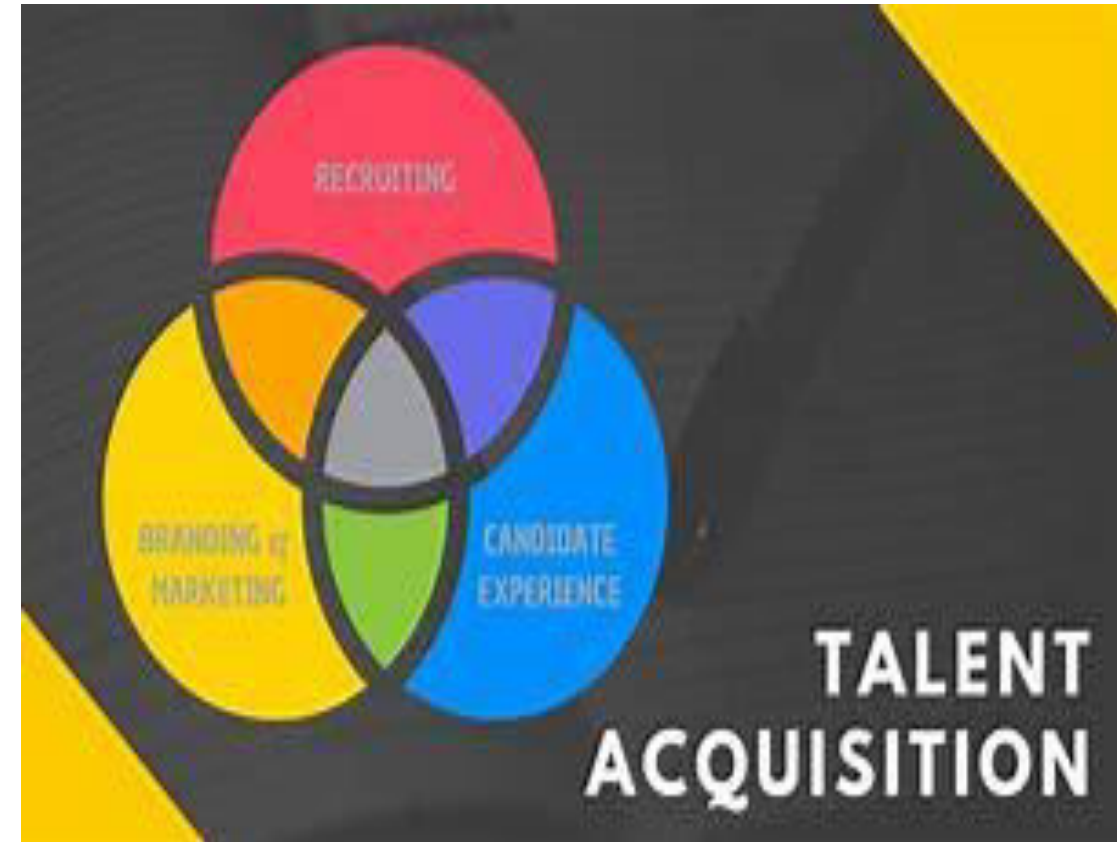 RECRUITING
BRANDING &
MARKETING
CANDIDATE
EXPERIENCE
TALENT
ACQUISITION